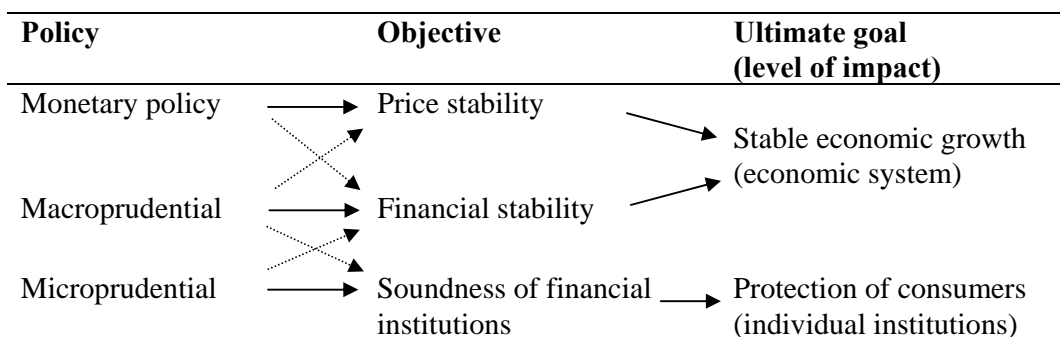 Policy Objective Ultimate goal
(level of impact)
Monetary policy Price stability
Stable economic growth
(economic system)
Macroprudential Financial stability
Microprudential Soundness of financial Protection of consumers
institutions (individual institutions)